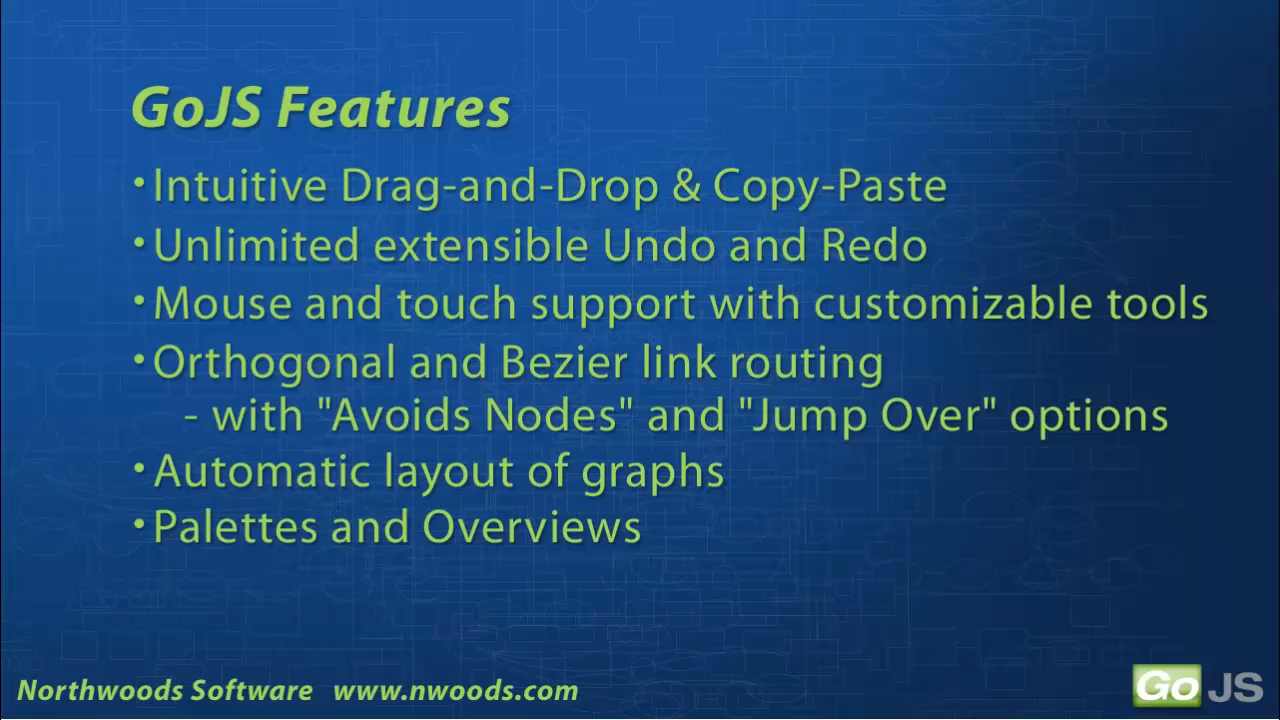 GoJS Features
• Intuitive Drag-and-Drop & Copy-Paste
• Unlimited extensible Undo and Redo
• Mouse and touch support with customizable tools
• Orthogonal and Bezier link routing
- with "Avoids Nodes" and "Jump Over" options
• Automatic layout of graphs
• Palettes and Overviews
Northwoods Software www.nwoods.com
Go JS